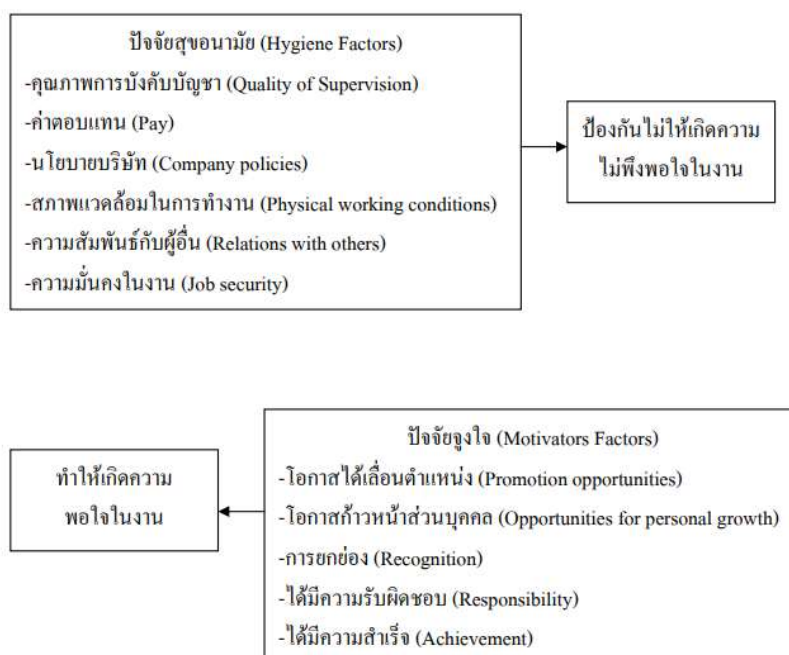 ปัจจัยสุขอนามัย (Hygiene Factors)
-คุณภาพการบังคับบัญชา (Quality of Supervision)
-ค่าตอบแทน (Pay)
-นโยบายบริษัท (Company policies)
-สภาพแวดล้อมในการทำงาน (Physical working conditions)
-ความสัมพันธ์กับผู้อื่น (Relations with others)
-ความมั่นคงในงาน (Job security)
ป้องกันไม่ให้เกิดความ
ไม่พึงพอใจในงาน
ปัจจัยจูงใจ (Motivators Factors)
-โอกาสได้เลื่อนตำแหน่ง (Promotion opportunities)
-โอกาสก้าวหน้าส่วนบุคคล (Opportunities for personal growth)
-การยกย่อง (Recognition)
-ได้มีความรับผิดชอบ (Responsibility)
-ได้มีความสำเร็จ (Achievement)
ทำให้เกิดความ
พอใจในงาน